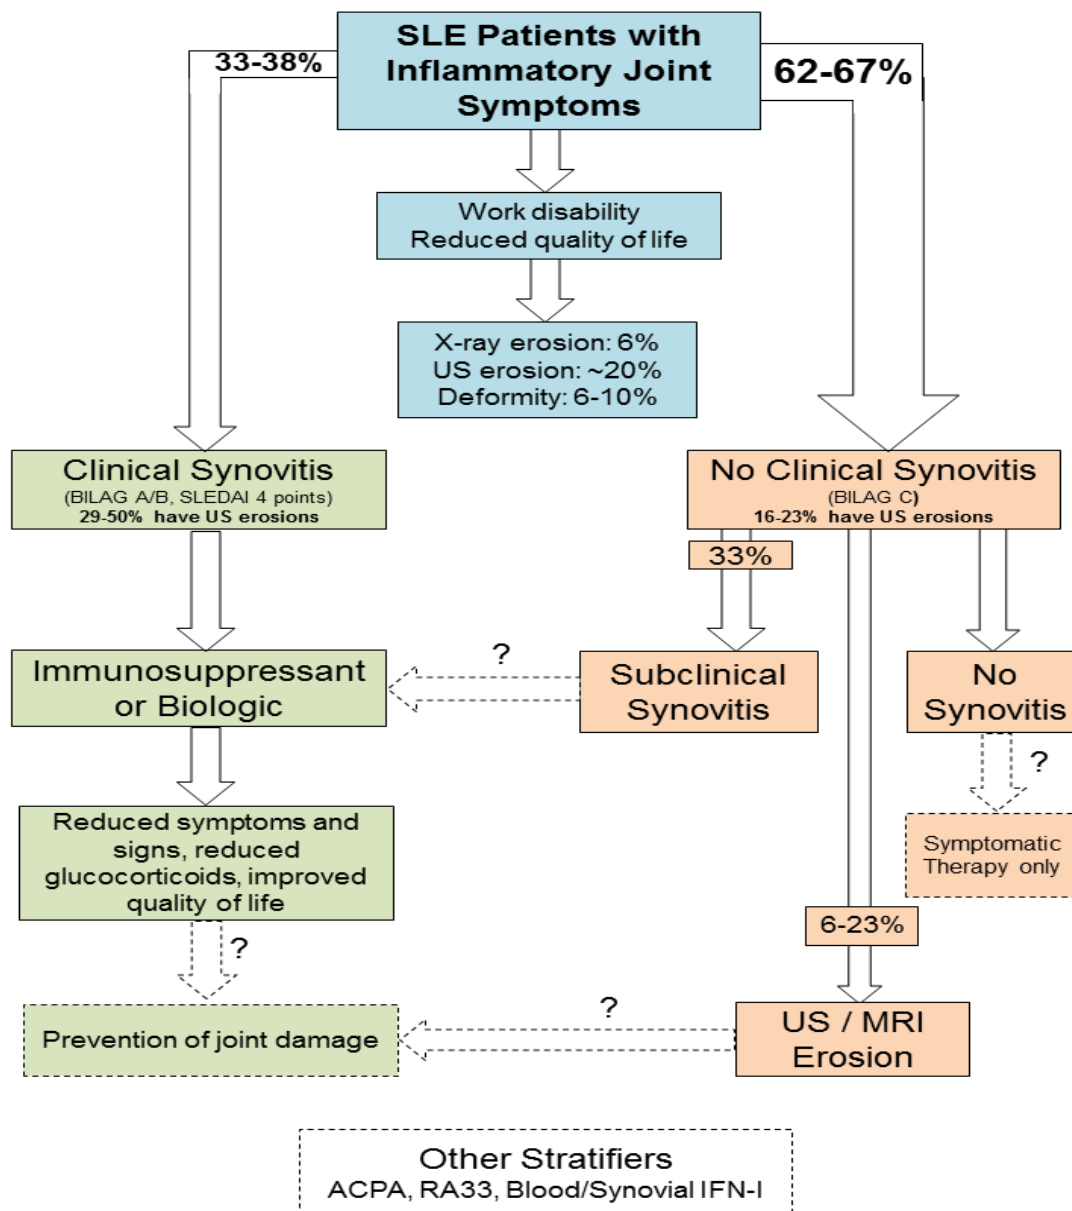 SLE Patients with
Inflammatory Joint
Symptoms
33-38%
62-67%
Work disability
Reduced quality of life
X-ray erosion: 6%
US erosion: ~20%
Deformity: 6-10%
Clinical Synovitis
(BILAG A/B, SLEDAI 4 points)
29-50% have US erosions
No Clinical Synovitis
(BILAG C)
16-23% have US erosions
33%
Immunosuppressant
or Biologic
?
Subclinical
Synovitis
No
Synovitis
?
Reduced symptoms and
signs, reduced
glucocorticoids, improved
quality of life
Symptomatic
Therapy only
6-23%
?
Prevention of joint damage
?
US / MRI
Erosion
Other Stratifiers
ACPA, RA33, Blood/Synovial IFN-I